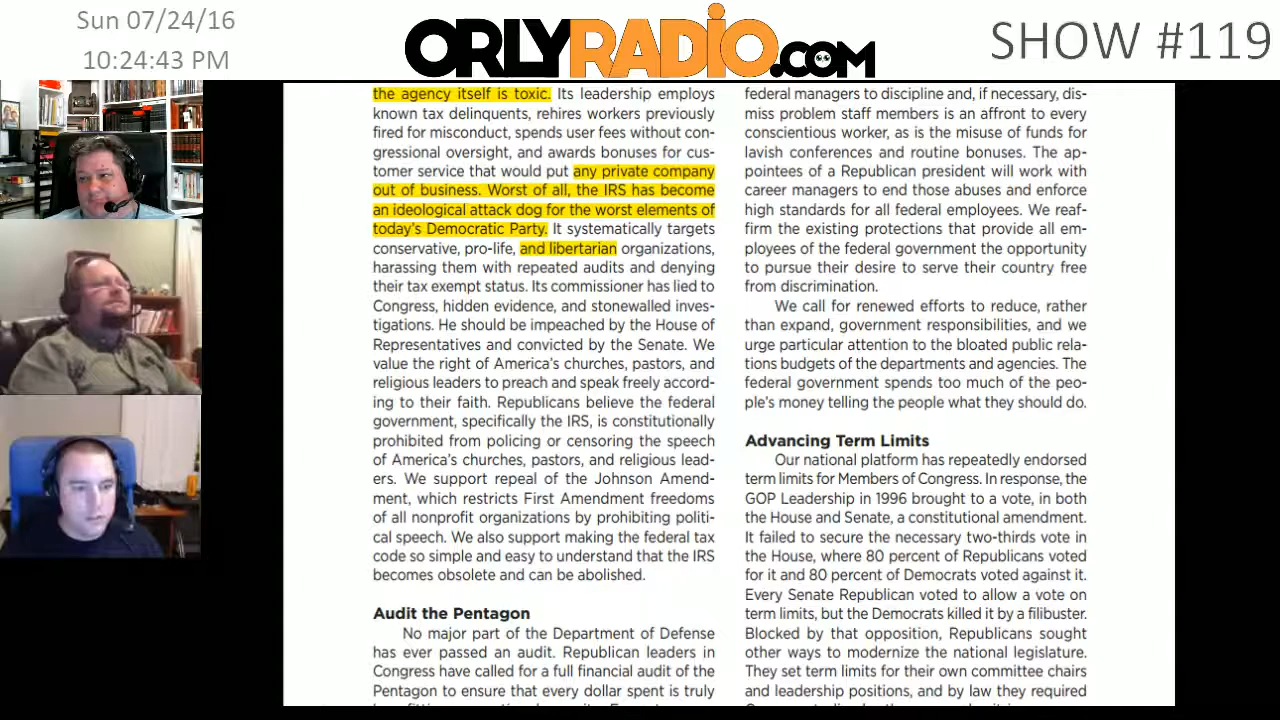 Sun 07/24/16
10:24:43 PM
ORLYRADIO.COM
SHOW #119
the agency itself is toxic. Its leadership employs
known tax delinquents, rehires workers previously
fired for misconduct, spends user fees without con-
gressional oversight, and awards bonuses for cus-
tomer service that would put any private company
out of business. Worst of all, the IRS has become
an ideological attack dog for the worst elements of
today's Democratic Party. It systematically targets
conservative, pro-life, and libertarian organizations,
harassing them with repeated audits and denying
their tax exempt status. Its commissioner has lied to
Congress, hidden evidence, and stonewalled inves-
tigations. He should be impeached by the House of
Representatives and convicted by the Senate. We
value the right of America's churches, pastors, and
religious leaders to preach and speak freely accord-
ing to their faith. Republicans believe the federal
government, specifically the IRS, is constitutionally
prohibited from policing or censoring the speech
of America's churches, pastors, and religious lead-
ers. We support repeal of the Johnson Amend-
ment, which restricts First Amendment freedoms
of all nonprofit organizations by prohibiting politi-
cal speech. We also support making the federal tax
code so simple and easy to understand that the IRS
becomes obsolete and can be abolished.
Audit the Pentagon
No major part of the Department of Defense
has ever passed an audit. Republican leaders in
Congress have called for a full financial audit of the
Pentagon to ensure that every dollar spent is truly
federal managers to discipline and, if necessary, dis-
miss problem staff members is an affront to every
conscientious worker, as is the misuse of funds for
lavish conferences and routine bonuses. The ap-
pointees of a Republican president will work with
career managers to end those abuses and enforce
high standards for all federal employees. We reaf-
firm the existing protections that provide all em-
ployees of the federal government the opportunity
to pursue their desire to serve their country free
from discrimination.
We call for renewed efforts to reduce, rather
than expand, government responsibilities, and we
urge particular attention to the bloated public rela-
tions budgets of the departments and agencies. The
federal government spends too much of the peo-
ple's money telling the people what they should do.
Advancing Term Limits
Our national platform has repeatedly endorsed
term limits for Members of Congress. In response, the
GOP Leadership in 1996 brought to a vote, in both
the House and Senate, a constitutional amendment.
It failed to secure the necessary two-thirds vote in
the House, where 80 percent of Republicans voted
for it and 80 percent of Democrats voted against it.
Every Senate Republican voted to allow a vote on
term limits, but the Democrats killed it by a filibuster.
Blocked by that opposition, Republicans sought
other ways to modernize the national legislature.
They set term limits for their own committee chairs
and leadership positions, and by law they required